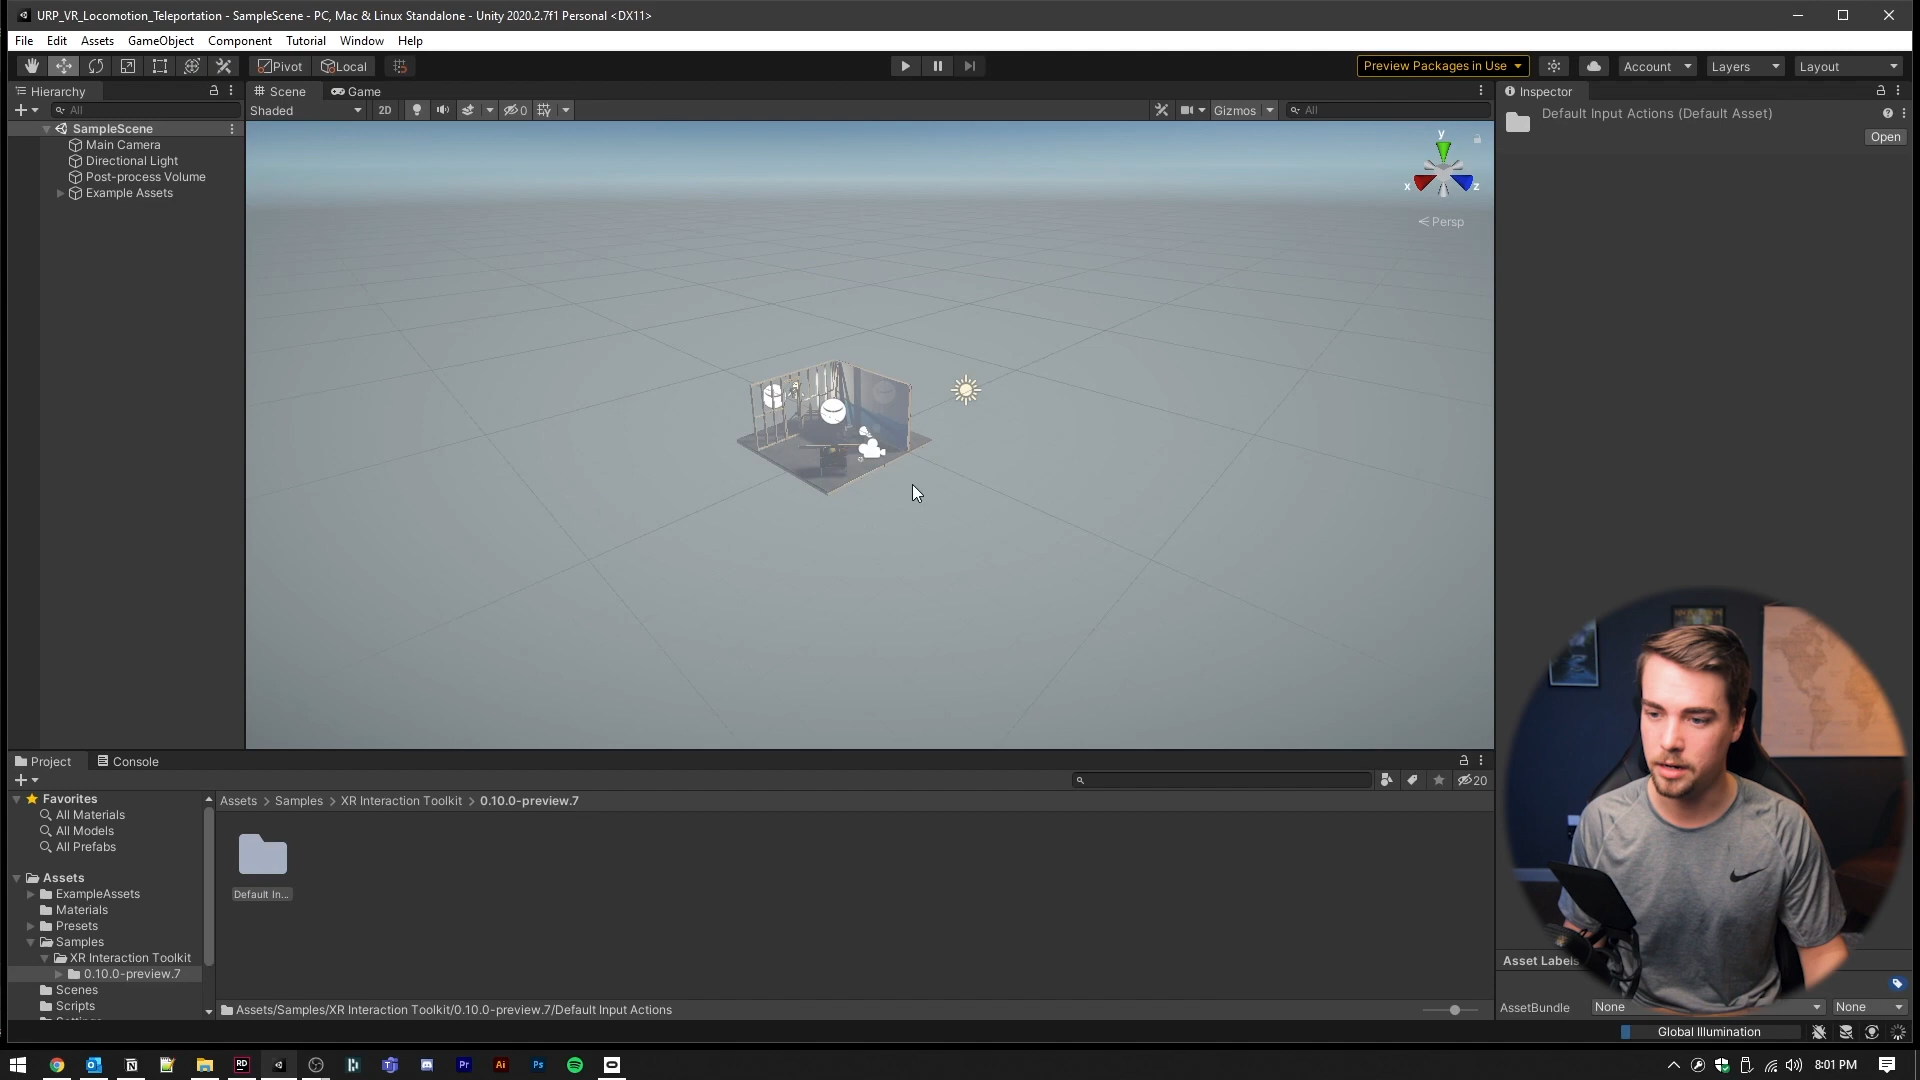 URP_VR_Locomotion_Teleportation - SampleScene - PC, Mac & Linux Standalone - Unity 2020.2.7f1 Personal <DX11>
File Edit Assets GameObject Component Tutorial Window Help
Pivot Local Preview Packages in Use Account Layers Layout
Hierarchy
All
SampleScene
Main Camera
Directional Light
Post-process Volume
Example Assets
Scene Game
Shaded 2D 0 Gizmos All
y
x z
Persp
Inspector
Default Input Actions (Default Asset)
Open
Project Console
20
Favorites
All Materials
All Models
All Prefabs
Assets
ExampleAssets
Materials
Presets
Samples
XR Interaction Toolkit
0.10.0-preview.7
Scenes
Scripts
Assets > Samples > XR Interaction Toolkit > 0.10.0-preview.7
Default In...
Assets/Samples/XR Interaction Toolkit/0.10.0-preview.7/Default Input Actions
Asset Labels
AssetBundle None None
Global Illumination
RD
Pr
Ai
Ps
8:01 PM